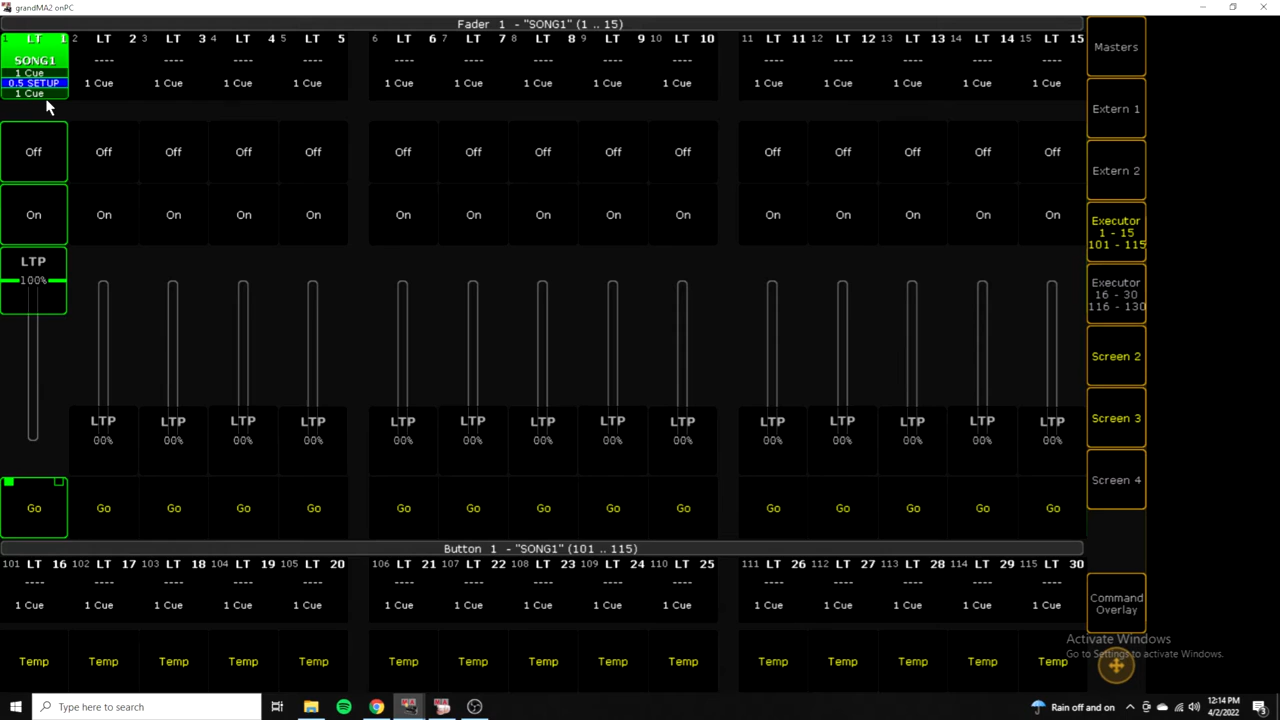 grandMA2 onPC
Fader 1 - "SONG1" (1 .. 15)
1 LT 1 2 LT 2 3 LT 3 4 LT 4 5 LT 5 6 LT 6 7 LT 7 8 LT 8 9 LT 9 10 LT 10 11 LT 11 12 LT 12 13 LT 13 14 LT 14 15 LT 15
SONG1 ---- ---- ---- ---- ---- ---- ---- ---- ---- ---- ---- ---- ---- ----
1 Cue
0.5 SETUP 1 Cue 1 Cue 1 Cue 1 Cue 1 Cue 1 Cue 1 Cue 1 Cue 1 Cue 1 Cue 1 Cue 1 Cue 1 Cue 1 Cue
1 Cue
Off Off Off Off Off Off Off Off Off Off Off Off Off Off Off
On On On On On On On On On On On On On On On
LTP
100%
LTP LTP LTP LTP LTP LTP LTP LTP LTP LTP LTP LTP LTP LTP
00% 00% 00% 00% 00% 00% 00% 00% 00% 00% 00% 00% 00% 00%
Go Go Go Go Go Go Go Go Go Go Go Go Go Go Go
Button 1 - "SONG1" (101 .. 115)
101 LT 16 102 LT 17 103 LT 18 104 LT 19 105 LT 20 106 LT 21 107 LT 22 108 LT 23 109 LT 24 110 LT 25 111 LT 26 112 LT 27 113 LT 28 114 LT 29 115 LT 30
---- ---- ---- ---- ---- ---- ---- ---- ---- ---- ---- ---- ---- ---- ----
1 Cue 1 Cue 1 Cue 1 Cue 1 Cue 1 Cue 1 Cue 1 Cue 1 Cue 1 Cue 1 Cue 1 Cue 1 Cue 1 Cue 1 Cue
Temp Temp Temp Temp Temp Temp Temp Temp Temp Temp Temp Temp Temp Temp Temp
Masters
Extern 1
Extern 2
Executor
1 - 15
101 - 115
Executor
16 - 30
116 - 130
Screen 2
Screen 3
Screen 4
Command
Overlay
Activate Windows
Go to Settings to activate Windows.
Type here to search
Rain off and on
12:14 PM
4/2/2022
3